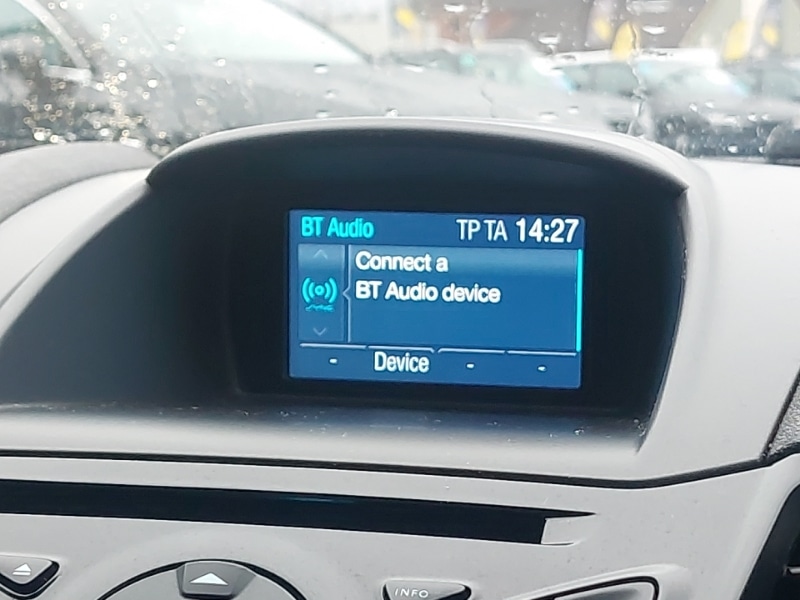 BT Audio TP TA 14:27
Connect a
BT Audio device
- Device - -
INFO